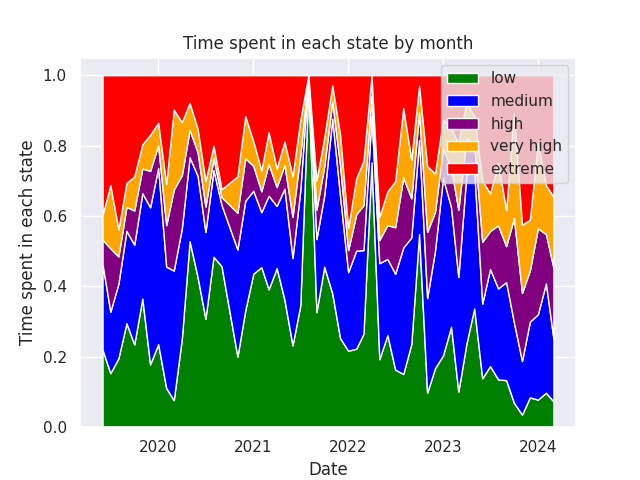 Time spent in each state by month
Time spent in each state
1.0
0.8
0.6
0.4
0.2
0.0
low
medium
high
very high
extreme
2020
2021
2022
2023
2024
Date